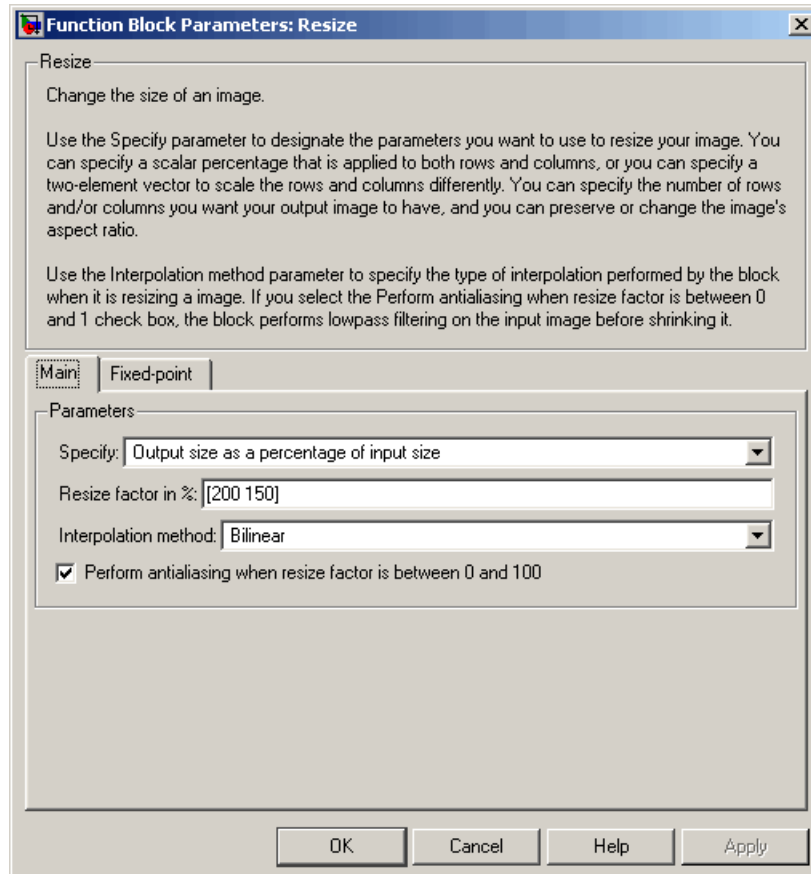 Function Block Parameters: Resize
Resize
Change the size of an image.
Use the Specify parameter to designate the parameters you want to use to resize your image. You
can specify a scalar percentage that is applied to both rows and columns, or you can specify a
two-element vector to scale the rows and columns differently. You can specify the number of rows
and/or columns you want your output image to have, and you can preserve or change the image's
aspect ratio.
Use the Interpolation method parameter to specify the type of interpolation performed by the block
when it is resizing a image. If you select the Perform antialiasing when resize factor is between 0
and 1 check box, the block performs lowpass filtering on the input image before shrinking it.
Main Fixed-point
Parameters
Specify: Output size as a percentage of input size
Resize factor in %: [200 150]
Interpolation method: Bilinear
Perform antialiasing when resize factor is between 0 and 100
OK Cancel Help Apply